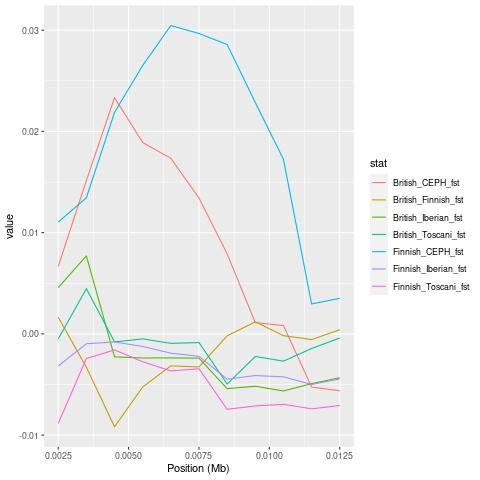 0.03
0.02
0.01
0.00
-0.01
value
0.0025
0.0050
0.0075
0.0100
0.0125
Position (Mb)
stat
British_CEPH_fst
British_Finnish_fst
British_Iberian_fst
British_Toscani_fst
Finnish_CEPH_fst
Finnish_Iberian_fst
Finnish_Toscani_fst